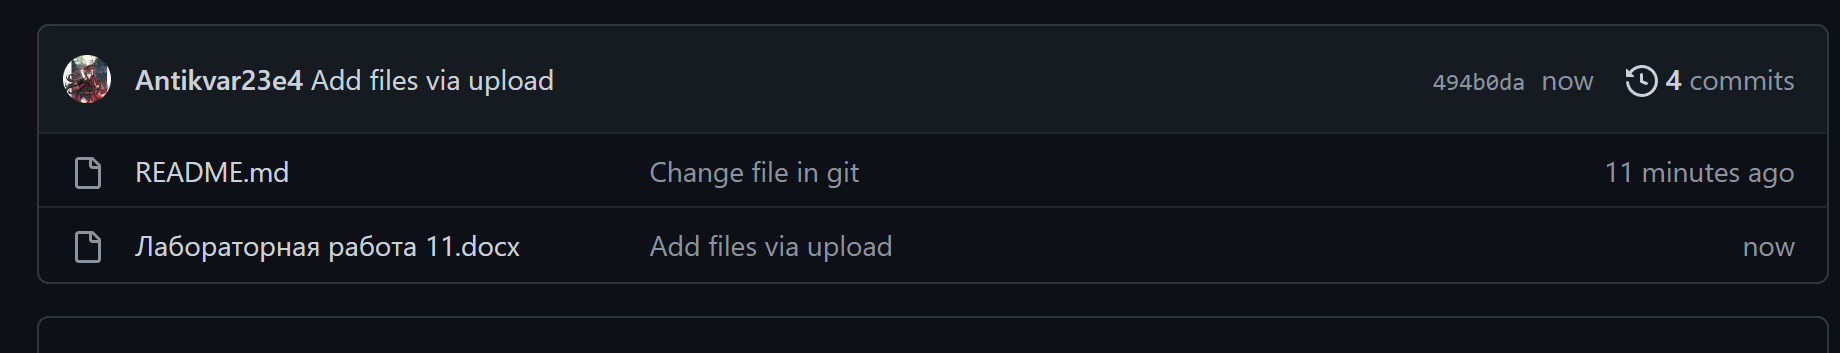 Antikvar23e4 Add files via upload 494b0da now 4 commits
README.md Change file in git 11 minutes ago
Лабораторная работа 11.docx Add files via upload now